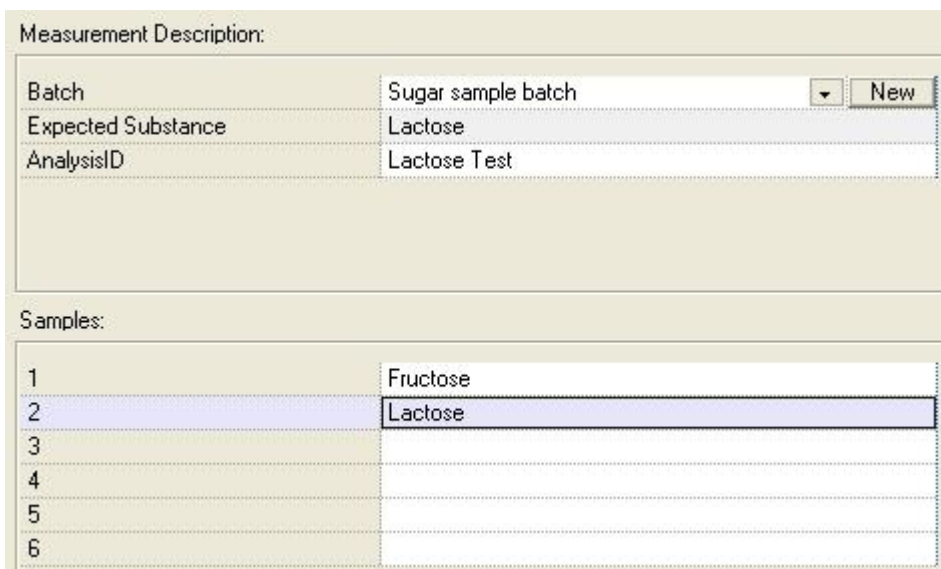 Measurement Description:
Batch Sugar sample batch New
Expected Substance Lactose
AnalysisID Lactose Test
Samples:
1 Fructose
2 Lactose
3
4
5
6